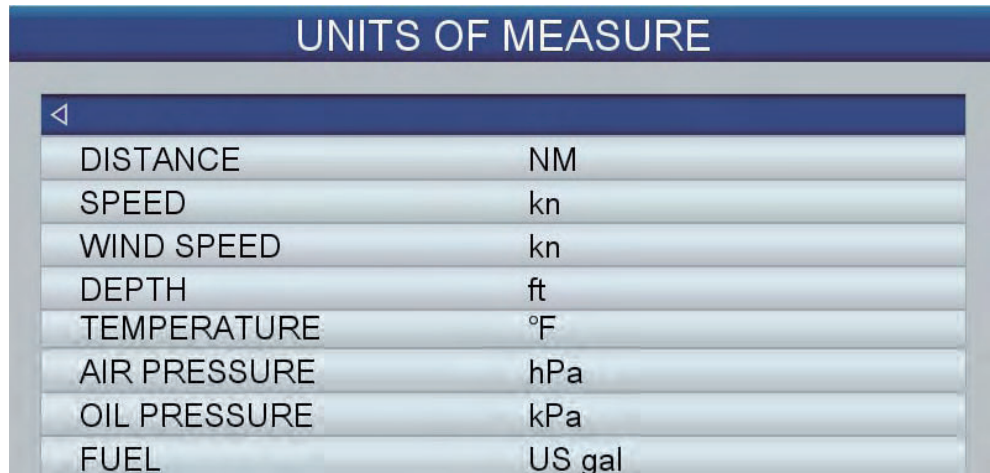 UNITS OF MEASURE
DISTANCE NM
SPEED kn
WIND SPEED kn
DEPTH ft
TEMPERATURE °F
AIR PRESSURE hPa
OIL PRESSURE kPa
FUEL US gal